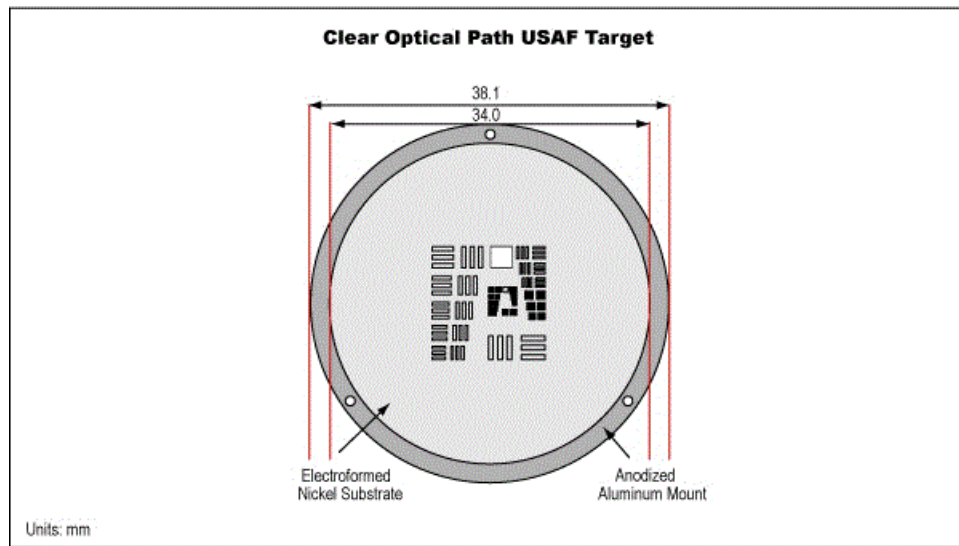 Clear Optical Path USAF Target
38.1
34.0
Electroformed
Nickel Substrate
Anodized
Aluminum Mount
Units: mm